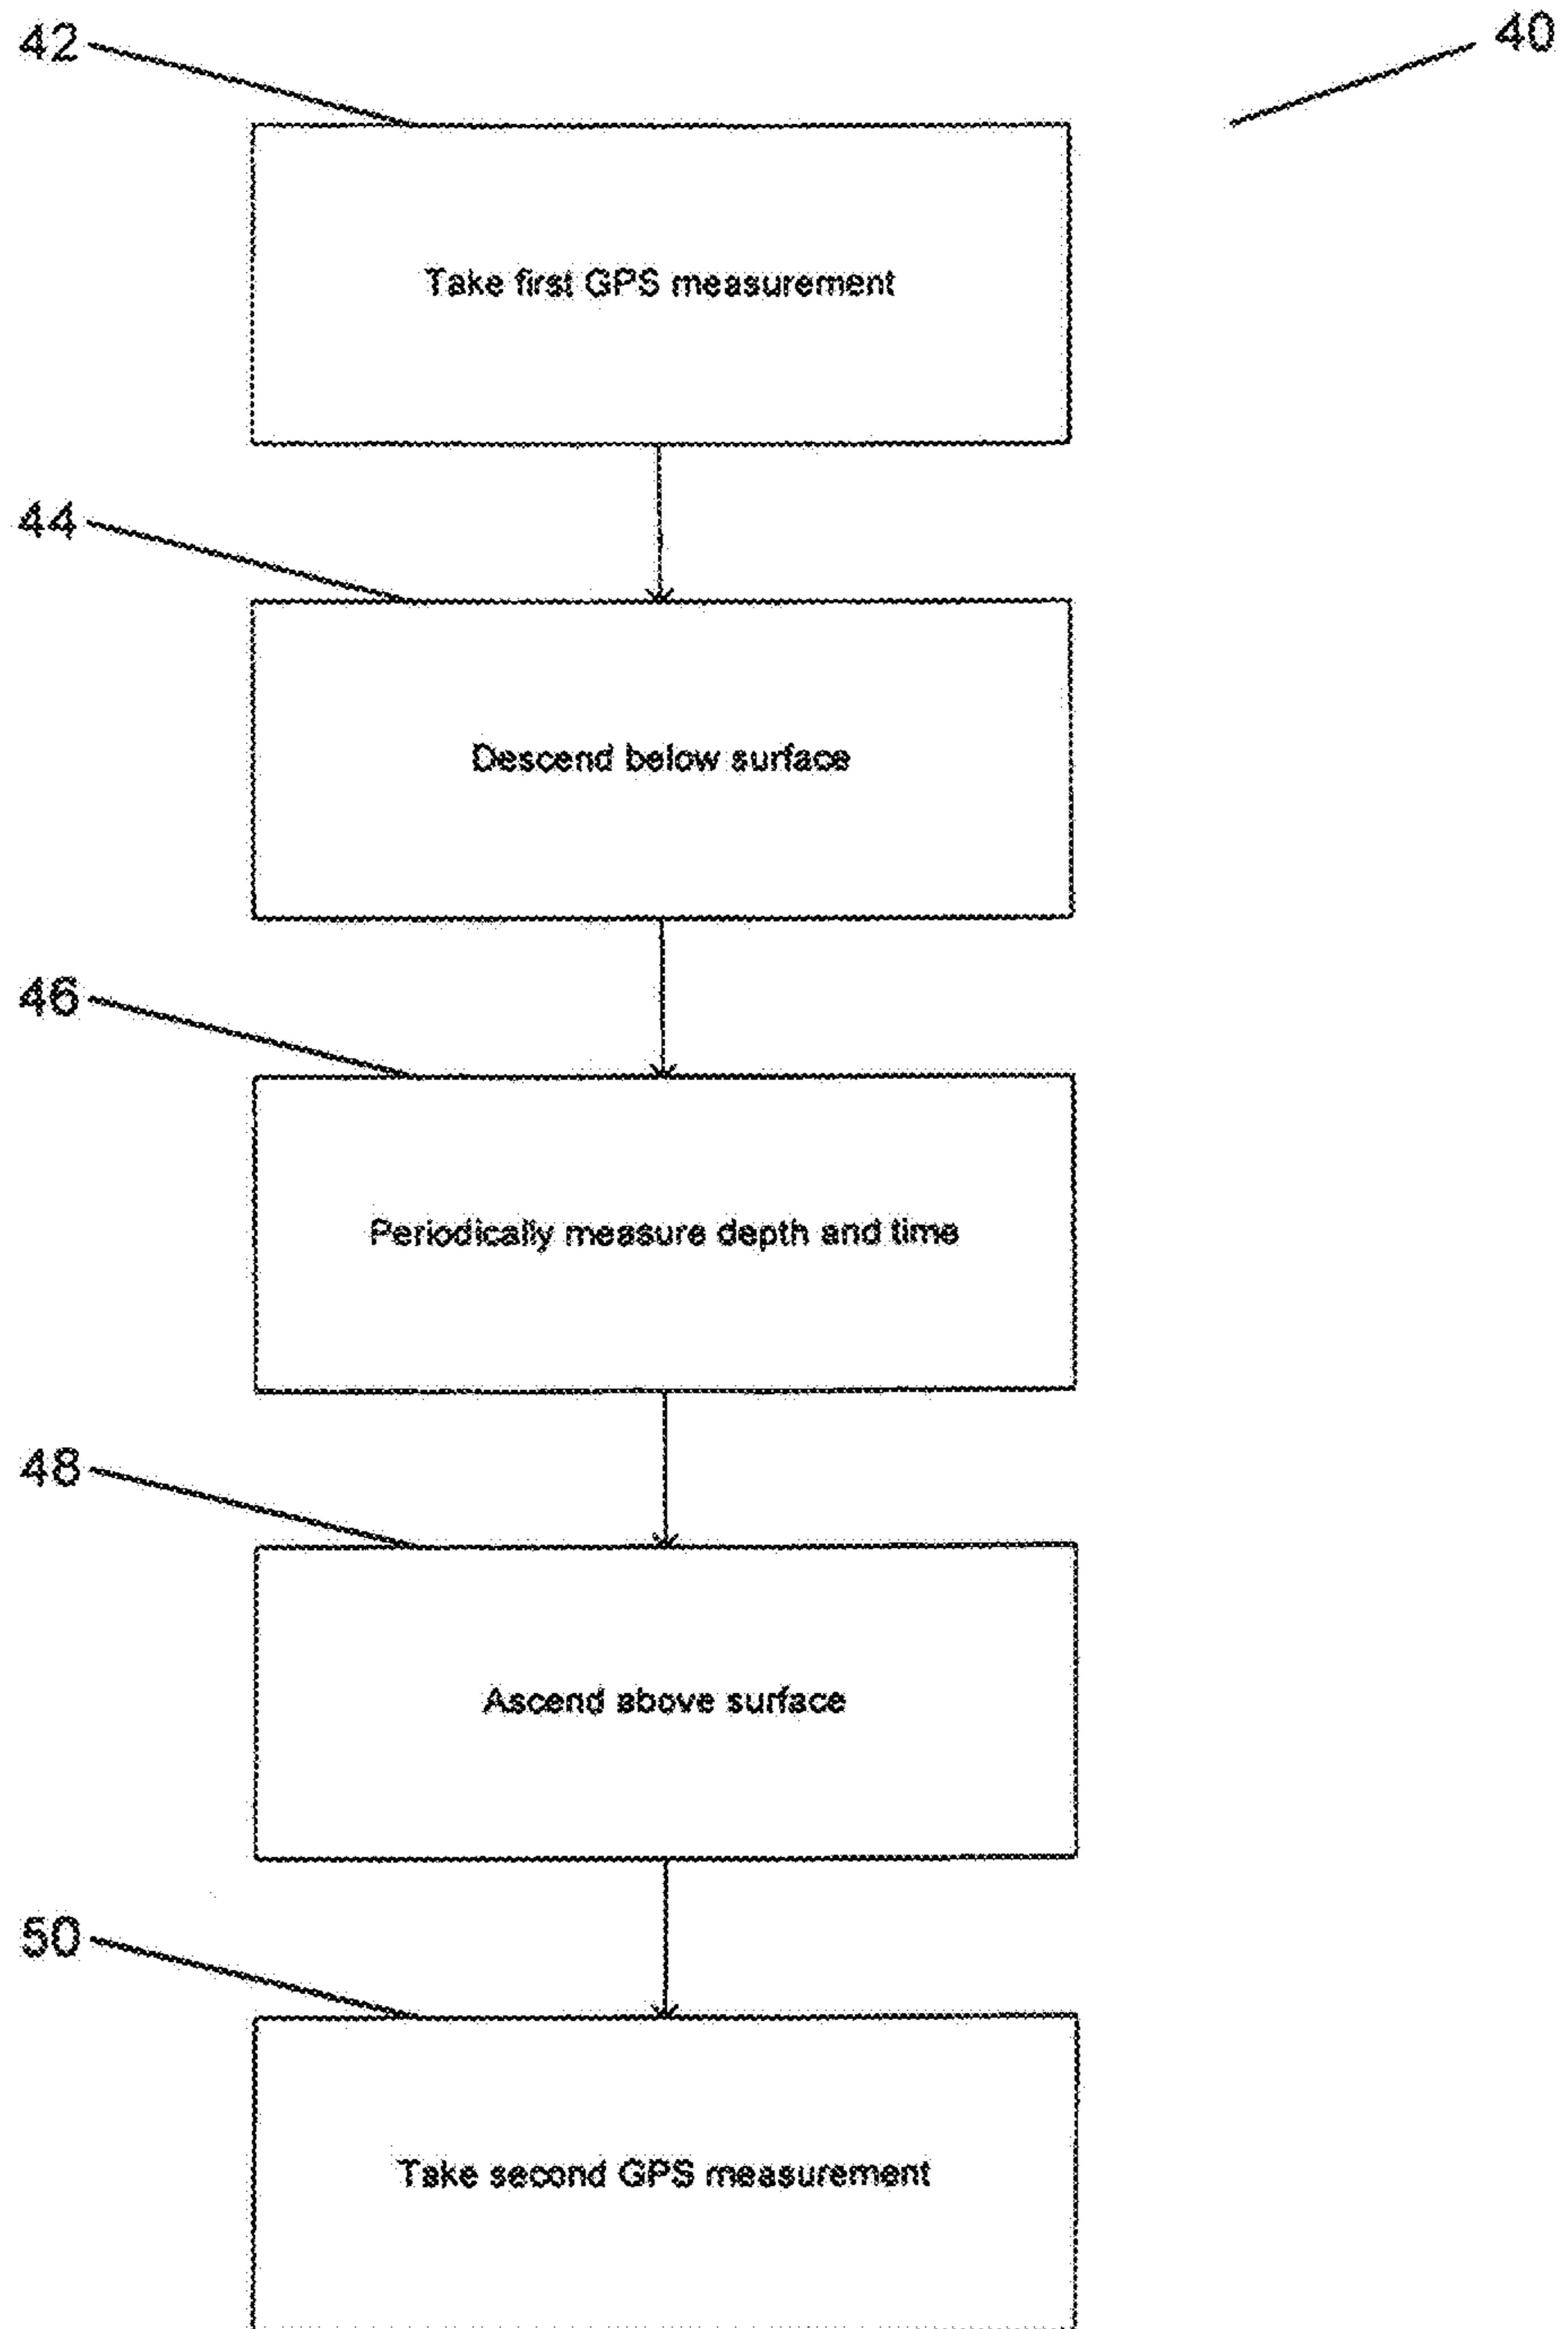 42
40
Take first GPS measurement
44
Descend below surface
46
Periodically measure depth and time
48
Ascend above surface
50
Take second GPS measurement